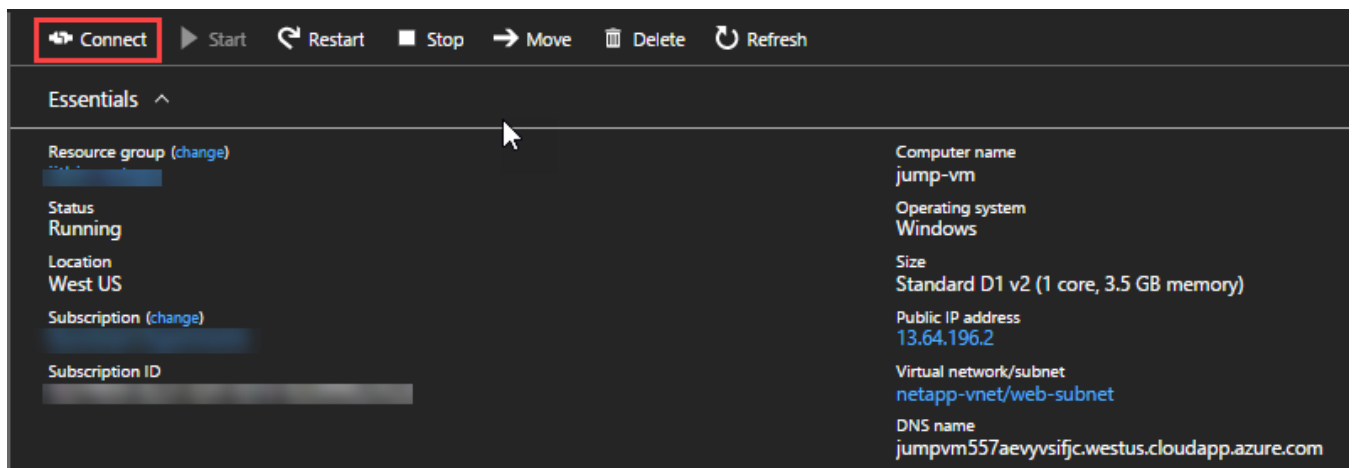 Connect Start Restart Stop Move Delete Refresh
Essentials
Resource group (change)
Status
Running
Location
West US
Subscription (change)
Subscription ID
Computer name
jump-vm
Operating system
Windows
Size
Standard D1 v2 (1 core, 3.5 GB memory)
Public IP address
13.64.196.2
Virtual network/subnet
netapp-vnet/web-subnet
DNS name
jumpvm557aevyvsifjc.westus.cloudapp.azure.com